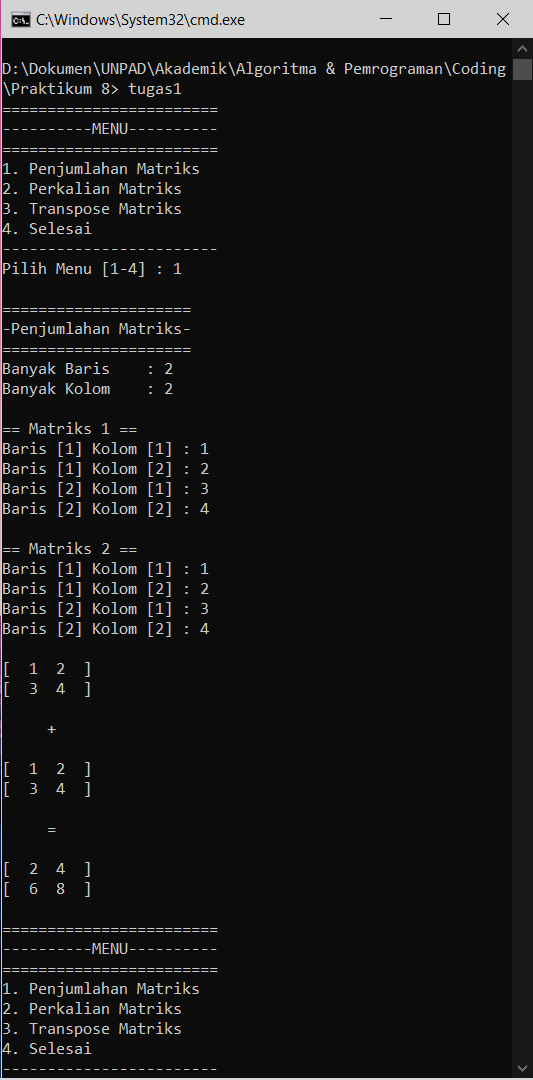 C:\Windows\System32\cmd.exe
D:\Dokumen\UNPAD\Akademik\Algoritma & Pemrograman\Coding
\Praktikum 8> tugas1
========================
----------MENU----------
========================
1. Penjumlahan Matriks
2. Perkalian Matriks
3. Transpose Matriks
4. Selesai
------------------------
Pilih Menu [1-4] : 1
=====================
-Penjumlahan Matriks-
=====================
Banyak Baris    : 2
Banyak Kolom    : 2
== Matriks 1 ==
Baris [1] Kolom [1] : 1
Baris [1] Kolom [2] : 2
Baris [2] Kolom [1] : 3
Baris [2] Kolom [2] : 4
== Matriks 2 ==
Baris [1] Kolom [1] : 1
Baris [1] Kolom [2] : 2
Baris [2] Kolom [1] : 3
Baris [2] Kolom [2] : 4
[  1  2  ]
[  3  4  ]
+
[  1  2  ]
[  3  4  ]
=
[  2  4  ]
[  6  8  ]
========================
----------MENU----------
========================
1. Penjumlahan Matriks
2. Perkalian Matriks
3. Transpose Matriks
4. Selesai
------------------------